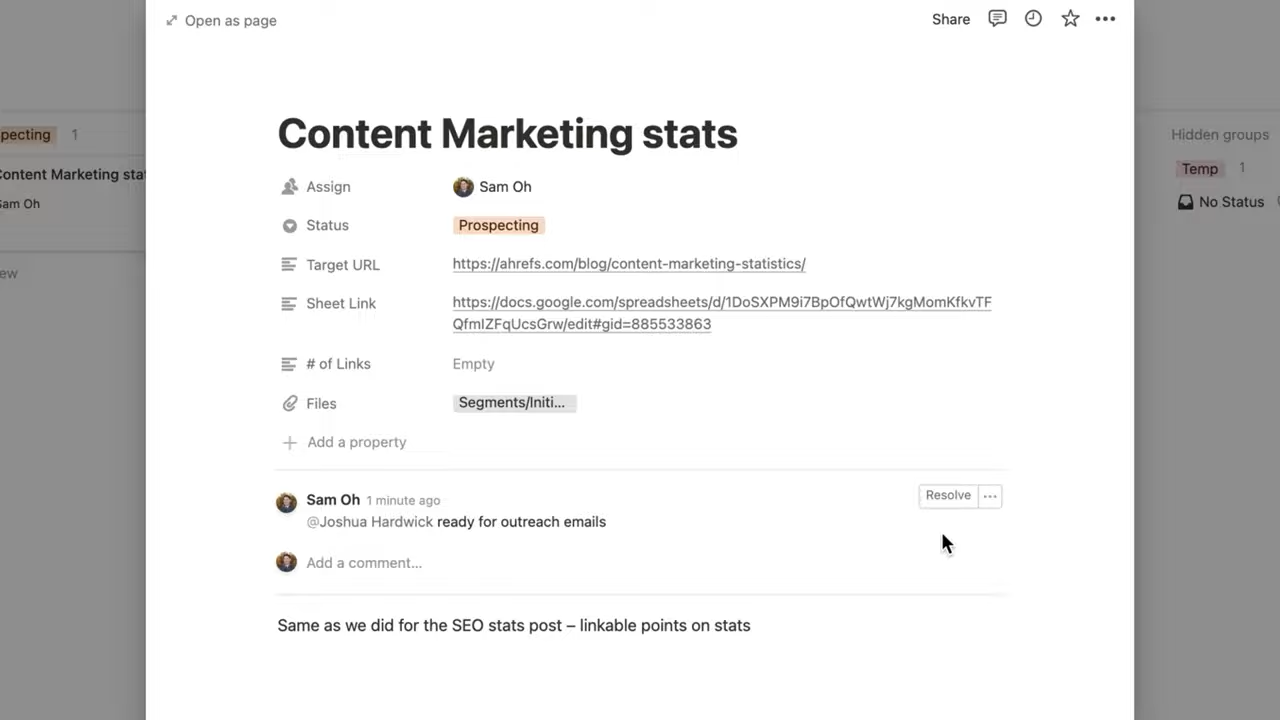 Open as page
Share
pecting 1
Hidden groups
Content Marketing stats
Content Marketing sta
Temp 1
Assign Sam Oh
Sam Oh
No Status
Status Prospecting
Target URL https://ahrefs.com/blog/content-marketing-statistics/
ew
Sheet Link https://docs.google.com/spreadsheets/d/1DoSXPM9i7BpOfQwtWj7kgMomKfkvTF
QfmIZFqUcsGrw/edit#gid=885533863
# of Links Empty
Files Segments/Initi...
Add a property
Sam Oh 1 minute ago
Resolve
@Joshua Hardwick ready for outreach emails
Add a comment...
Same as we did for the SEO stats post – linkable points on stats